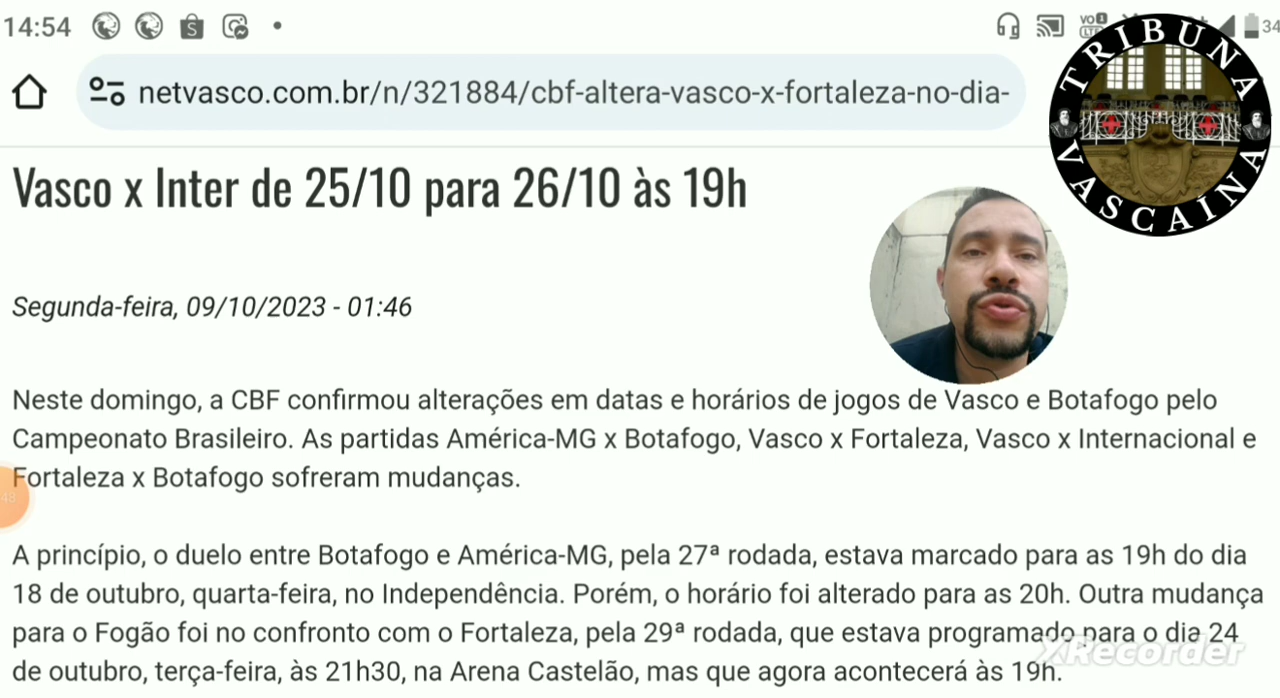 14:54
34
netvasco.com.br/n/321884/cbf-altera-vasco-x-fortaleza-no-dia-
TRIBUNA
VASCAÍNA
Vasco x Inter de 25/10 para 26/10 às 19h
Segunda-feira, 09/10/2023 - 01:46
Neste domingo, a CBF confirmou alterações em datas e horários de jogos de Vasco e Botafogo pelo
Campeonato Brasileiro. As partidas América-MG x Botafogo, Vasco x Fortaleza, Vasco x Internacional e
Fortaleza x Botafogo sofreram mudanças.
48
A princípio, o duelo entre Botafogo e América-MG, pela 27ª rodada, estava marcado para as 19h do dia
18 de outubro, quarta-feira, no Independência. Porém, o horário foi alterado para as 20h. Outra mudança
para o Fogão foi no confronto com o Fortaleza, pela 29ª rodada, que estava programado para o dia 24
de outubro, terça-feira, às 21h30, na Arena Castelão, mas que agora acontecerá às 19h.
XRecorder